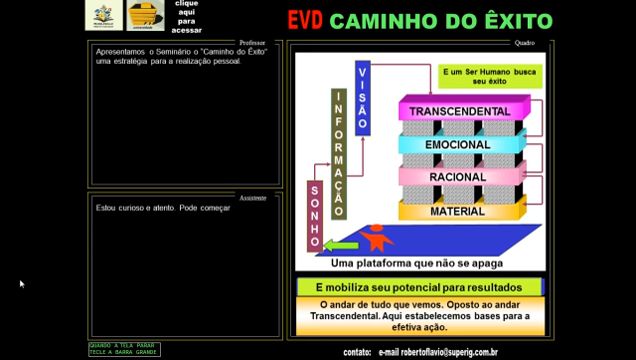 clique
aqui
para
acessar
EVD CAMINHO DO ÊXITO
Professor
Apresentamos o Seminário o "Caminho do Êxito"
uma estratégia para a realização pessoal.
Assistente
Estou curioso e atento. Pode começar
QUANDO A TELA PARAR
TECLE A BARRA GRANDE
Quadro
E um Ser Humano busca
seu êxito
VISÃO
INFORMAÇÃO
SONHO
TRANSCENDENTAL
EMOCIONAL
RACIONAL
MATERIAL
Uma plataforma que não se apaga
E mobiliza seu potencial para resultados
O andar de tudo que vemos. Oposto ao andar
Transcendental. Aqui estabelecemos bases para a
efetiva ação.
contato: e-mail robertoflavio@superig.com.br